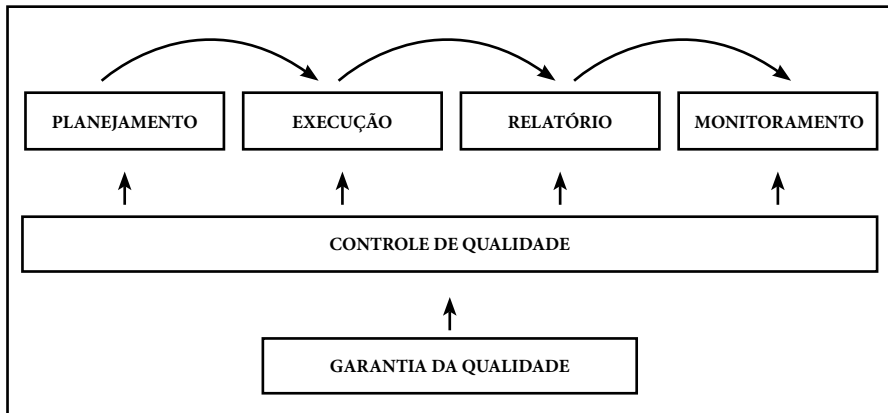 PLANEJAMENTO
EXECUÇÃO
RELATÓRIO
MONITORAMENTO
CONTROLE DE QUALIDADE
GARANTIA DA QUALIDADE